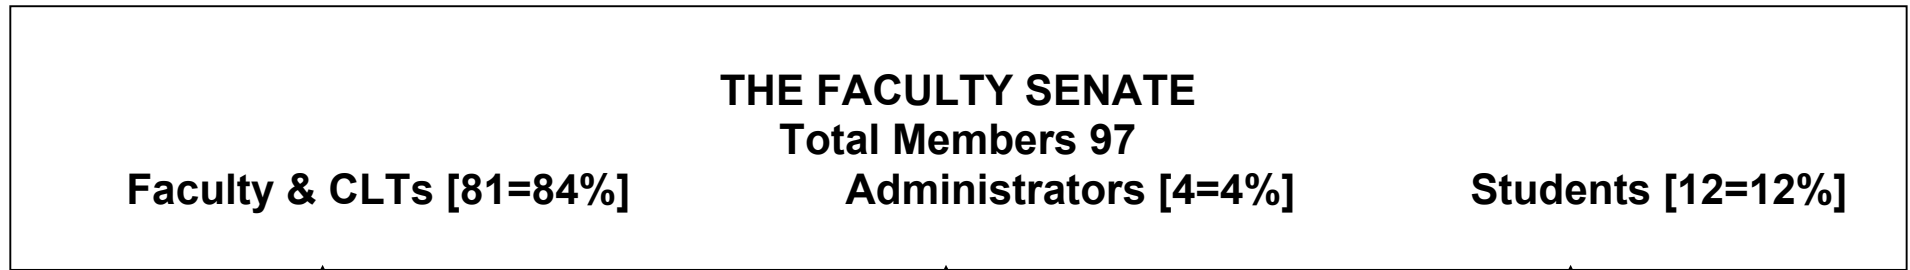 THE FACULTY SENATE
Total Members 97
Faculty & CLTs [81=84%] Administrators [4=4%] Students [12=12%]